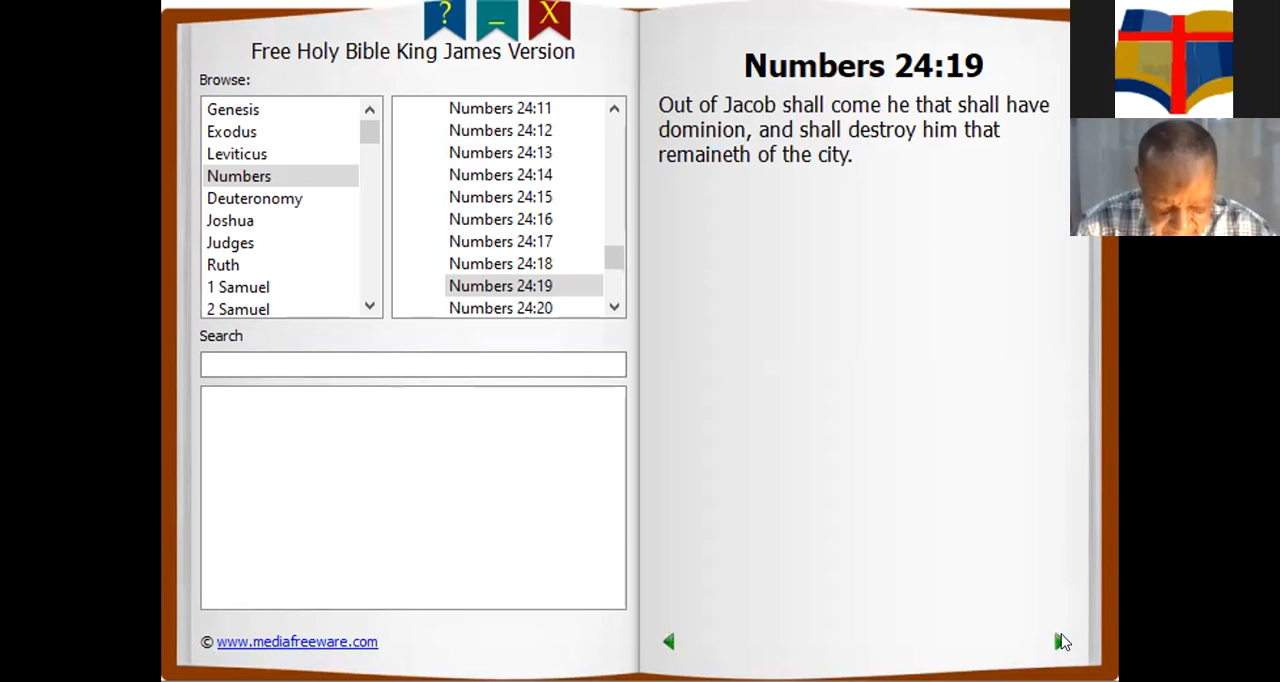 ? _ X
Free Holy Bible King James Version
Browse:
Genesis
Exodus
Leviticus
Numbers
Deuteronomy
Joshua
Judges
Ruth
1 Samuel
2 Samuel
Numbers 24:11
Numbers 24:12
Numbers 24:13
Numbers 24:14
Numbers 24:15
Numbers 24:16
Numbers 24:17
Numbers 24:18
Numbers 24:19
Numbers 24:20
Search
© www.mediafreeware.com
Numbers 24:19
Out of Jacob shall come he that shall have
dominion, and shall destroy him that
remaineth of the city.